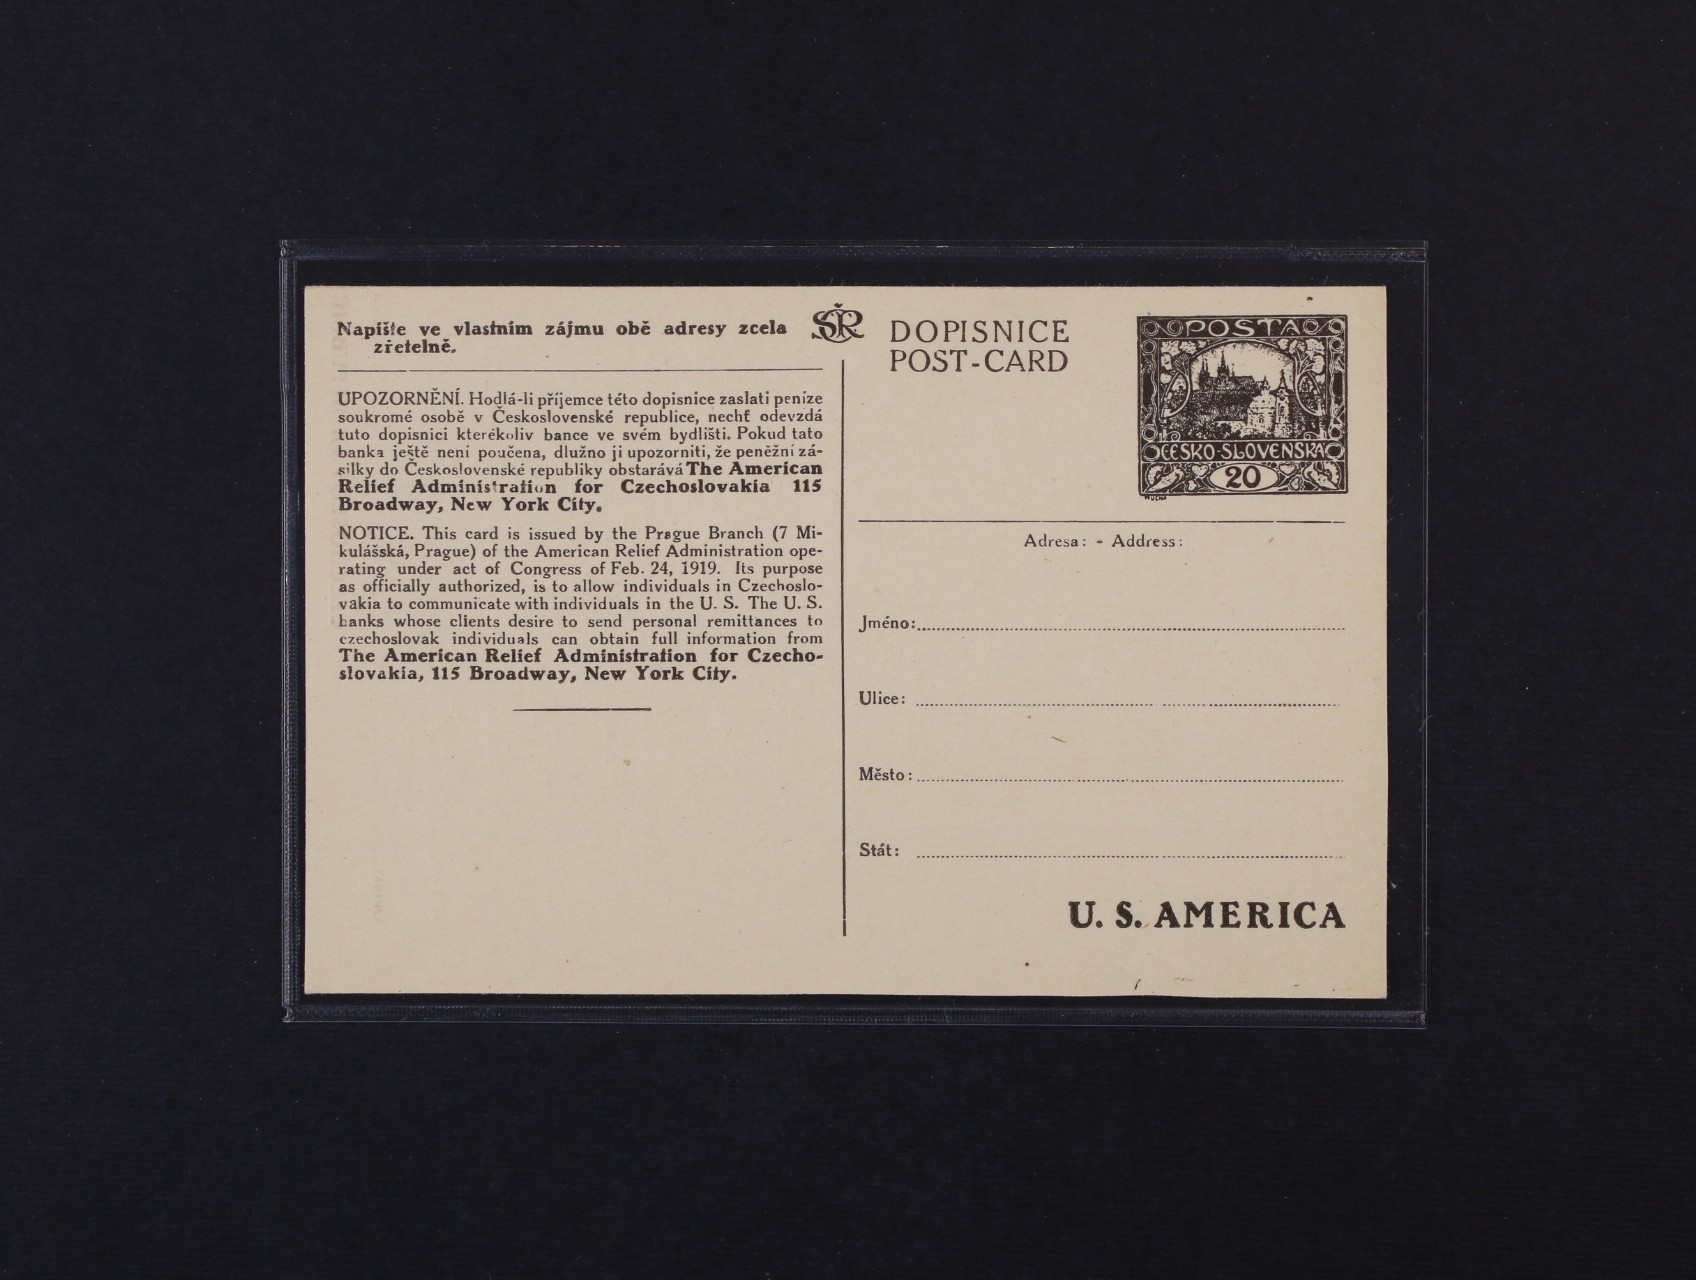 Napište ve vlastním zájmu obě adresy zcela
zřetelně.
UPOZORNĚNÍ. Hodlá-li příjemce této dopisnice zaslati peníze
soukromé osobě v Československé republice, nechť odevzdá
tuto dopisnici kterékoliv bance ve svém bydlišti. Pokud tato
banka ještě není poučena, dlužno ji upozorniti, že peněžní zá-
silky do Československé republiky obstarává The American
Relief Administration for Czechoslovakia 115
Broadway, New York City.
NOTICE. This card is issued by the Prague Branch (7 Mi-
kulášská, Prague) of the American Relief Administration ope-
rating under act of Congress of Feb. 24, 1919. Its purpose
as officially authorized, is to allow individuals in Czechoslo-
vakia to communicate with individuals in the U. S. The U. S.
banks whose clients desire to send personal remittances to
czechoslovak individuals can obtain full information from
The American Relief Administration for Czecho-
slovakia, 115 Broadway, New York City.
ČSR
DOPISNICE
POST-CARD
POSTA
ČESKO-SLOVENSKÁ
20
MUCHA
Adresa: - Address:
Jméno:
Ulice:
Město:
Stát:
U. S. AMERICA